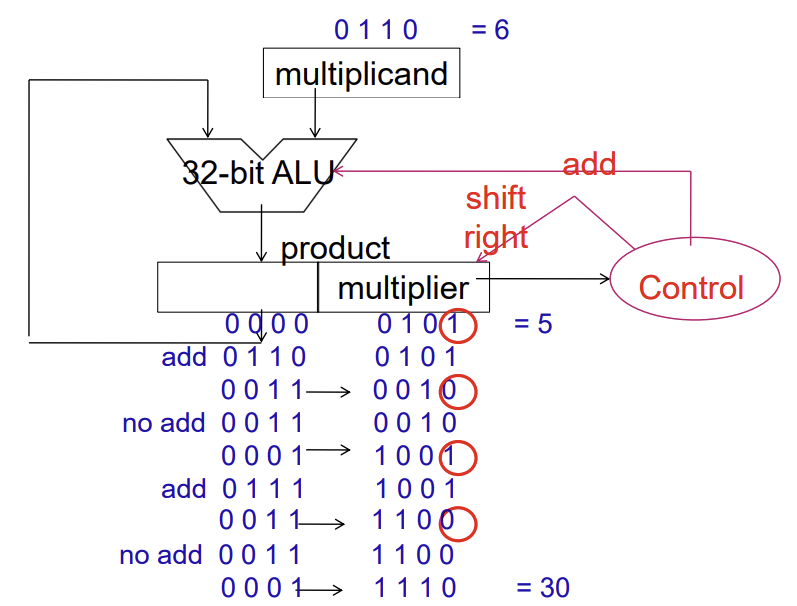 0 1 1 0 = 6
multiplicand
32-bit ALU
add
shift
right
product
multiplier
Control
0 0 0 0 0 1 0 1 = 5
add 0 1 1 0 0 1 0 1
0 0 1 1 0 0 1 0
no add 0 0 1 1 0 0 1 0
0 0 0 1 1 0 0 1
add 0 1 1 1 1 0 0 1
0 0 1 1 1 1 0 0
no add 0 0 1 1 1 1 0 0
0 0 0 1 1 1 1 0 = 30